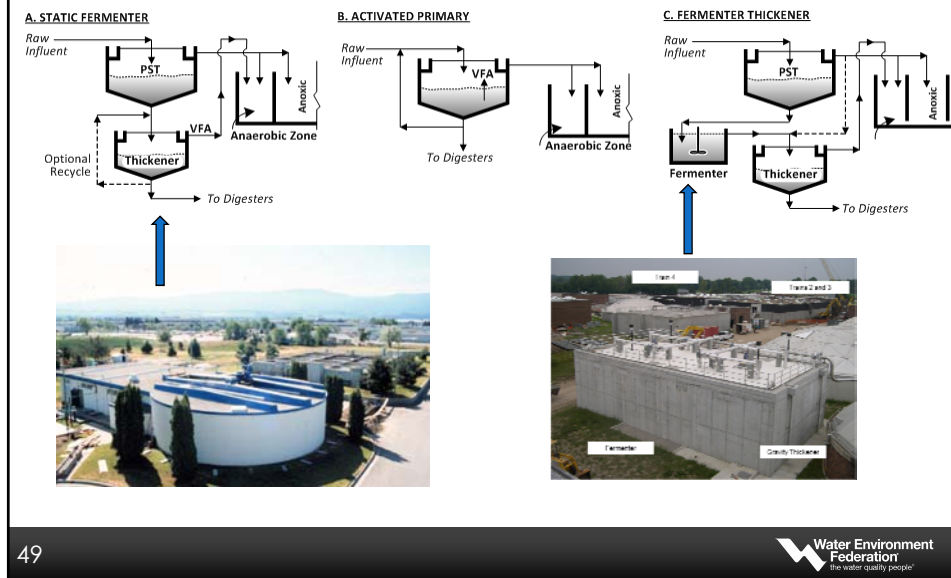 A. STATIC FERMENTER
Raw
Influent
PST
VFA
Anoxic
Anaerobic Zone
Optional
Recycle
Thickener
To Digesters
B. ACTIVATED PRIMARY
Raw
Influent
VFA
Anoxic
Anaerobic Zone
To Digesters
C. FERMENTER THICKENER
Raw
Influent
PST
Anoxic
Fermenter
Thickener
To Digesters
Train 4
Trains 2 and 3
Fermenter
Gravity Thickener
49
Water Environment
Federation
the water quality people®